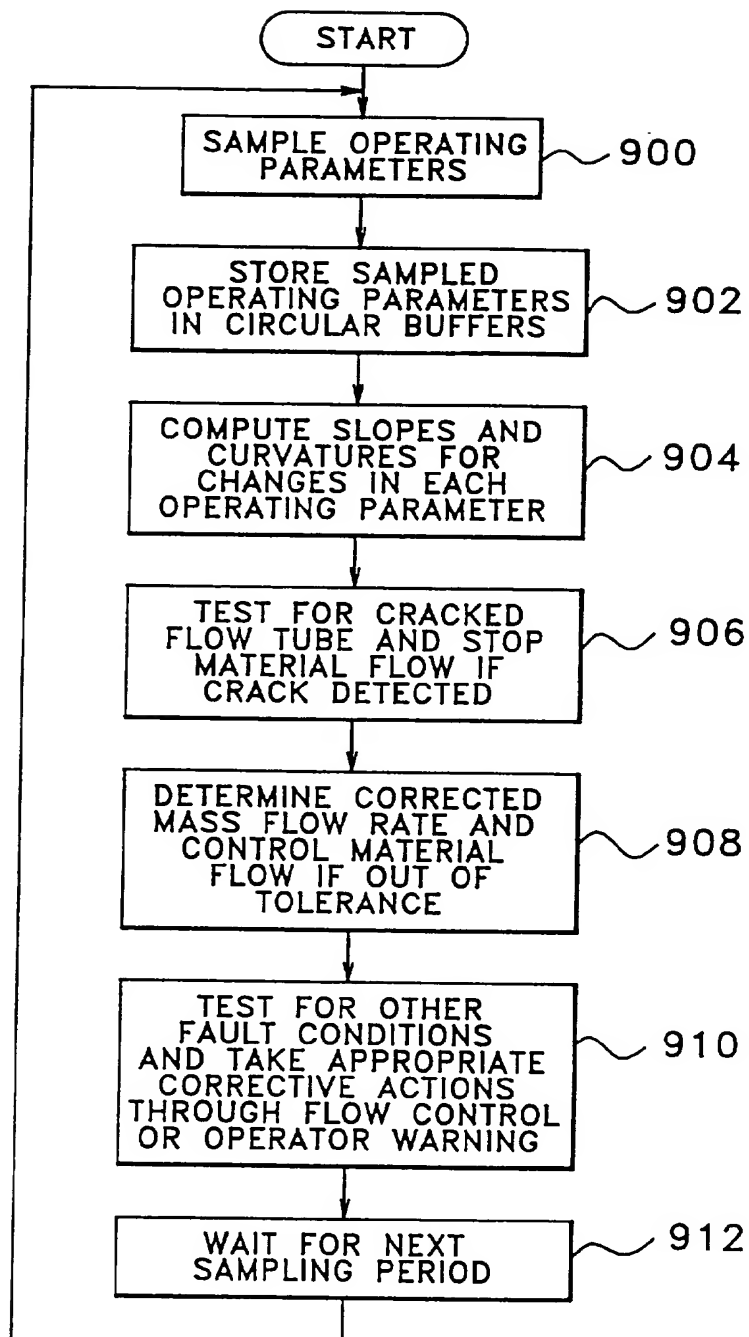 START
SAMPLE OPERATING
PARAMETERS
900
STORE SAMPLED
OPERATING PARAMETERS
IN CIRCULAR BUFFERS
902
COMPUTE SLOPES AND
CURVATURES FOR
CHANGES IN EACH
OPERATING PARAMETER
904
TEST FOR CRACKED
FLOW TUBE AND STOP
MATERIAL FLOW IF
CRACK DETECTED
906
DETERMINE CORRECTED
MASS FLOW RATE AND
CONTROL MATERIAL
FLOW IF OUT OF
TOLERANCE
908
TEST FOR OTHER
FAULT CONDITIONS
AND TAKE APPROPRIATE
CORRECTIVE ACTIONS
THROUGH FLOW CONTROL
OR OPERATOR WARNING
910
WAIT FOR NEXT
SAMPLING PERIOD
912